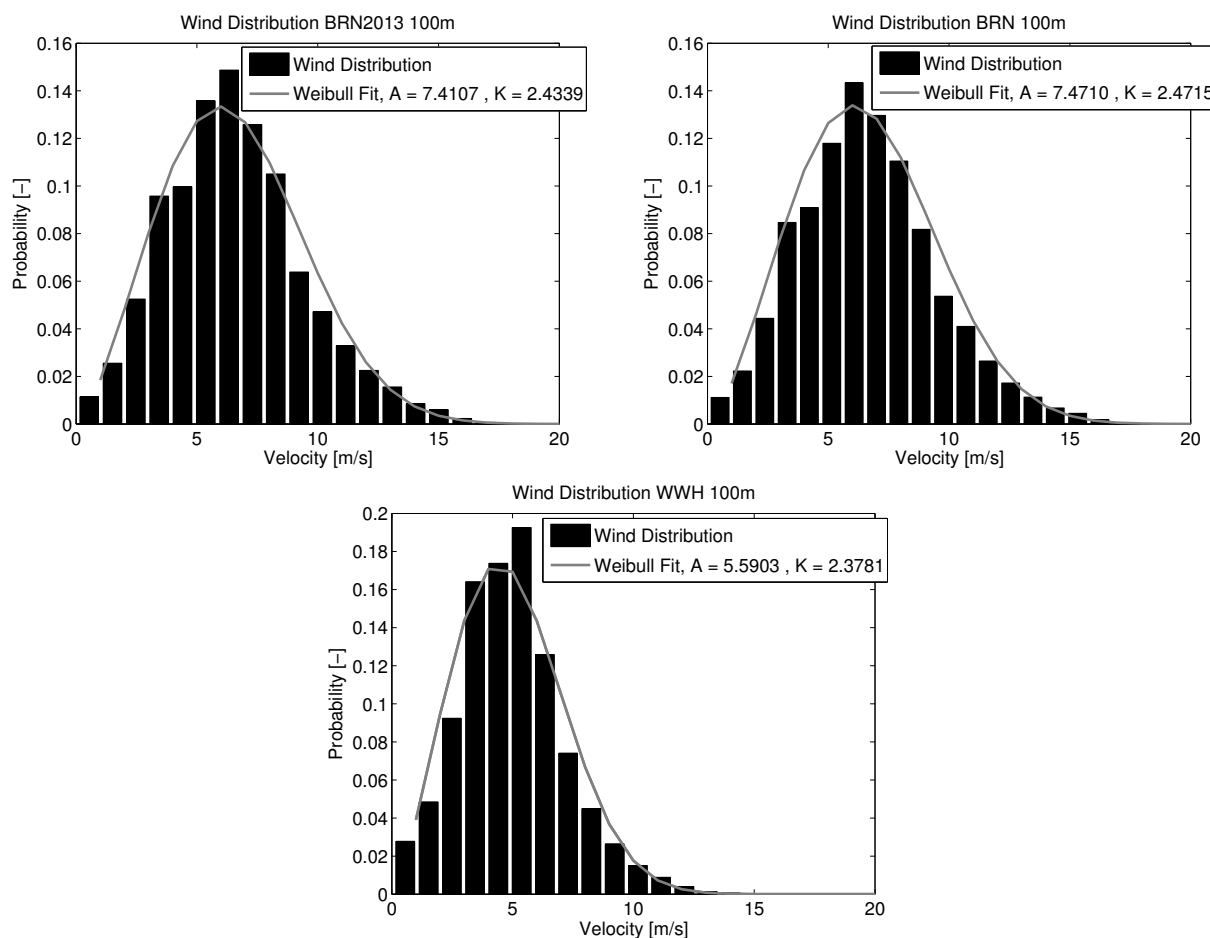 Wind Distribution BRN2013 100m
0.16
0.14
0.12
0.1
0.08
0.06
0.04
0.02
0
Probability [−]
Wind Distribution
Weibull Fit, A = 7.4107 , K = 2.4339
0 5 10 15 20
Velocity [m/s]
Wind Distribution BRN 100m
0.16
0.14
0.12
0.1
0.08
0.06
0.04
0.02
0
Probability [−]
Wind Distribution
Weibull Fit, A = 7.4710 , K = 2.4715
0 5 10 15 20
Velocity [m/s]
Wind Distribution WWH 100m
0.2
0.18
0.16
0.14
0.12
0.1
0.08
0.06
0.04
0.02
0
Probability [−]
Wind Distribution
Weibull Fit, A = 5.5903 , K = 2.3781
0 5 10 15 20
Velocity [m/s]